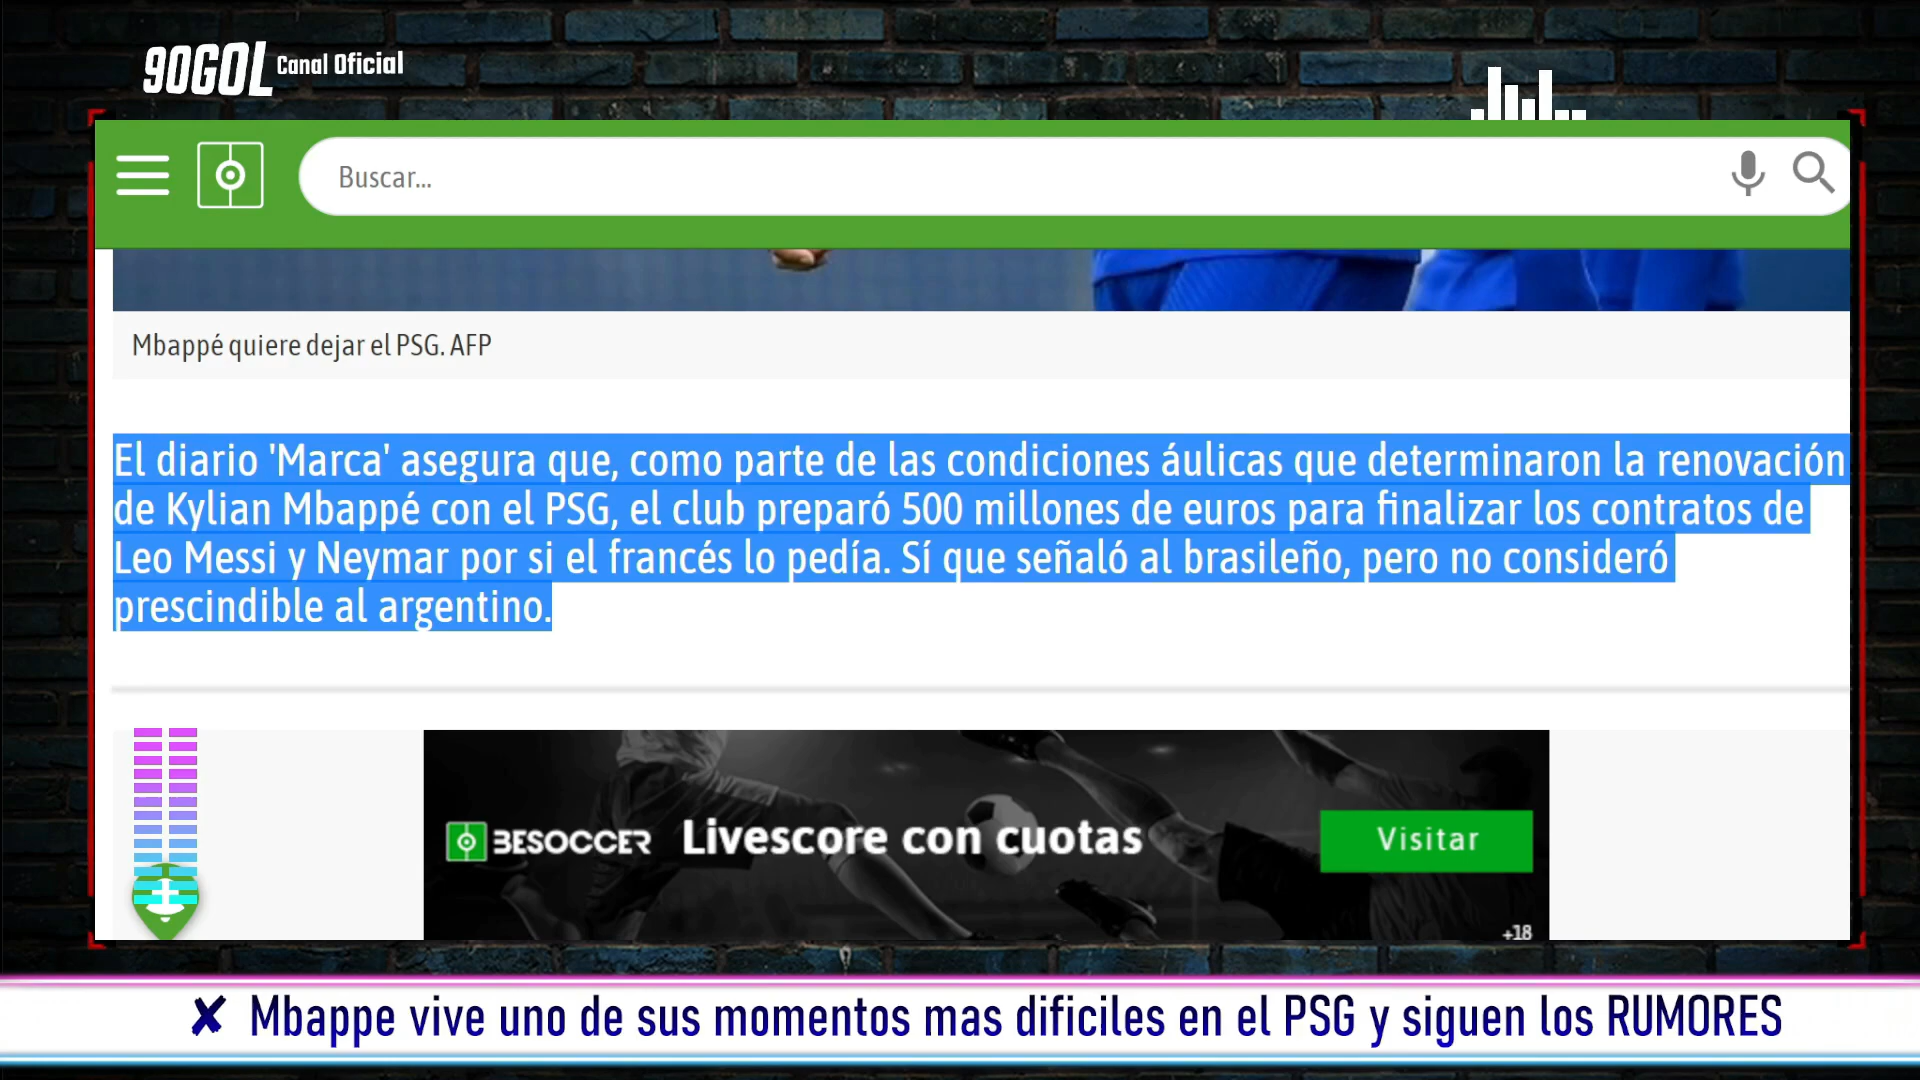 90GOL Canal Oficial
Buscar...
Mbappé quiere dejar el PSG. AFP
El diario 'Marca' asegura que, como parte de las condiciones áulicas que determinaron la renovación
de Kylian Mbappé con el PSG, el club preparó 500 millones de euros para finalizar los contratos de
Leo Messi y Neymar por si el francés lo pedía. Sí que señaló al brasileño, pero no consideró
prescindible al argentino.
BESOCCER Livescore con cuotas Visitar
+18
✘ Mbappe vive uno de sus momentos mas dificiles en el PSG y siguen los RUMORES